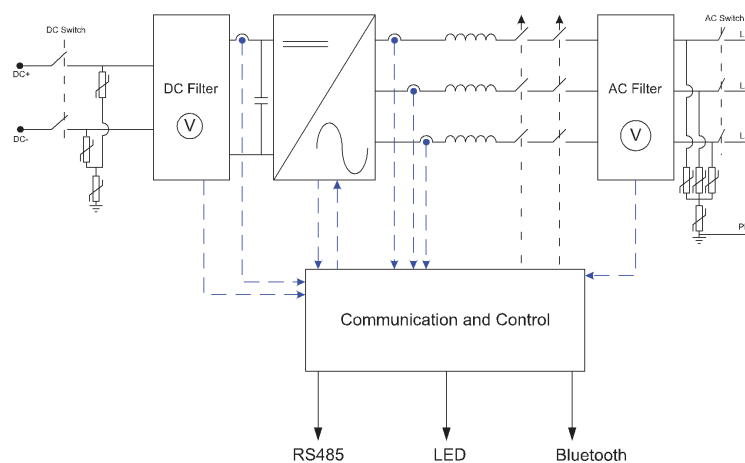 DC Switch
AC Switch
L
DC+
DC Filter
AC Filter
L
V
V
DC-
L
Communication and Control
RS485
LED
Bluetooth